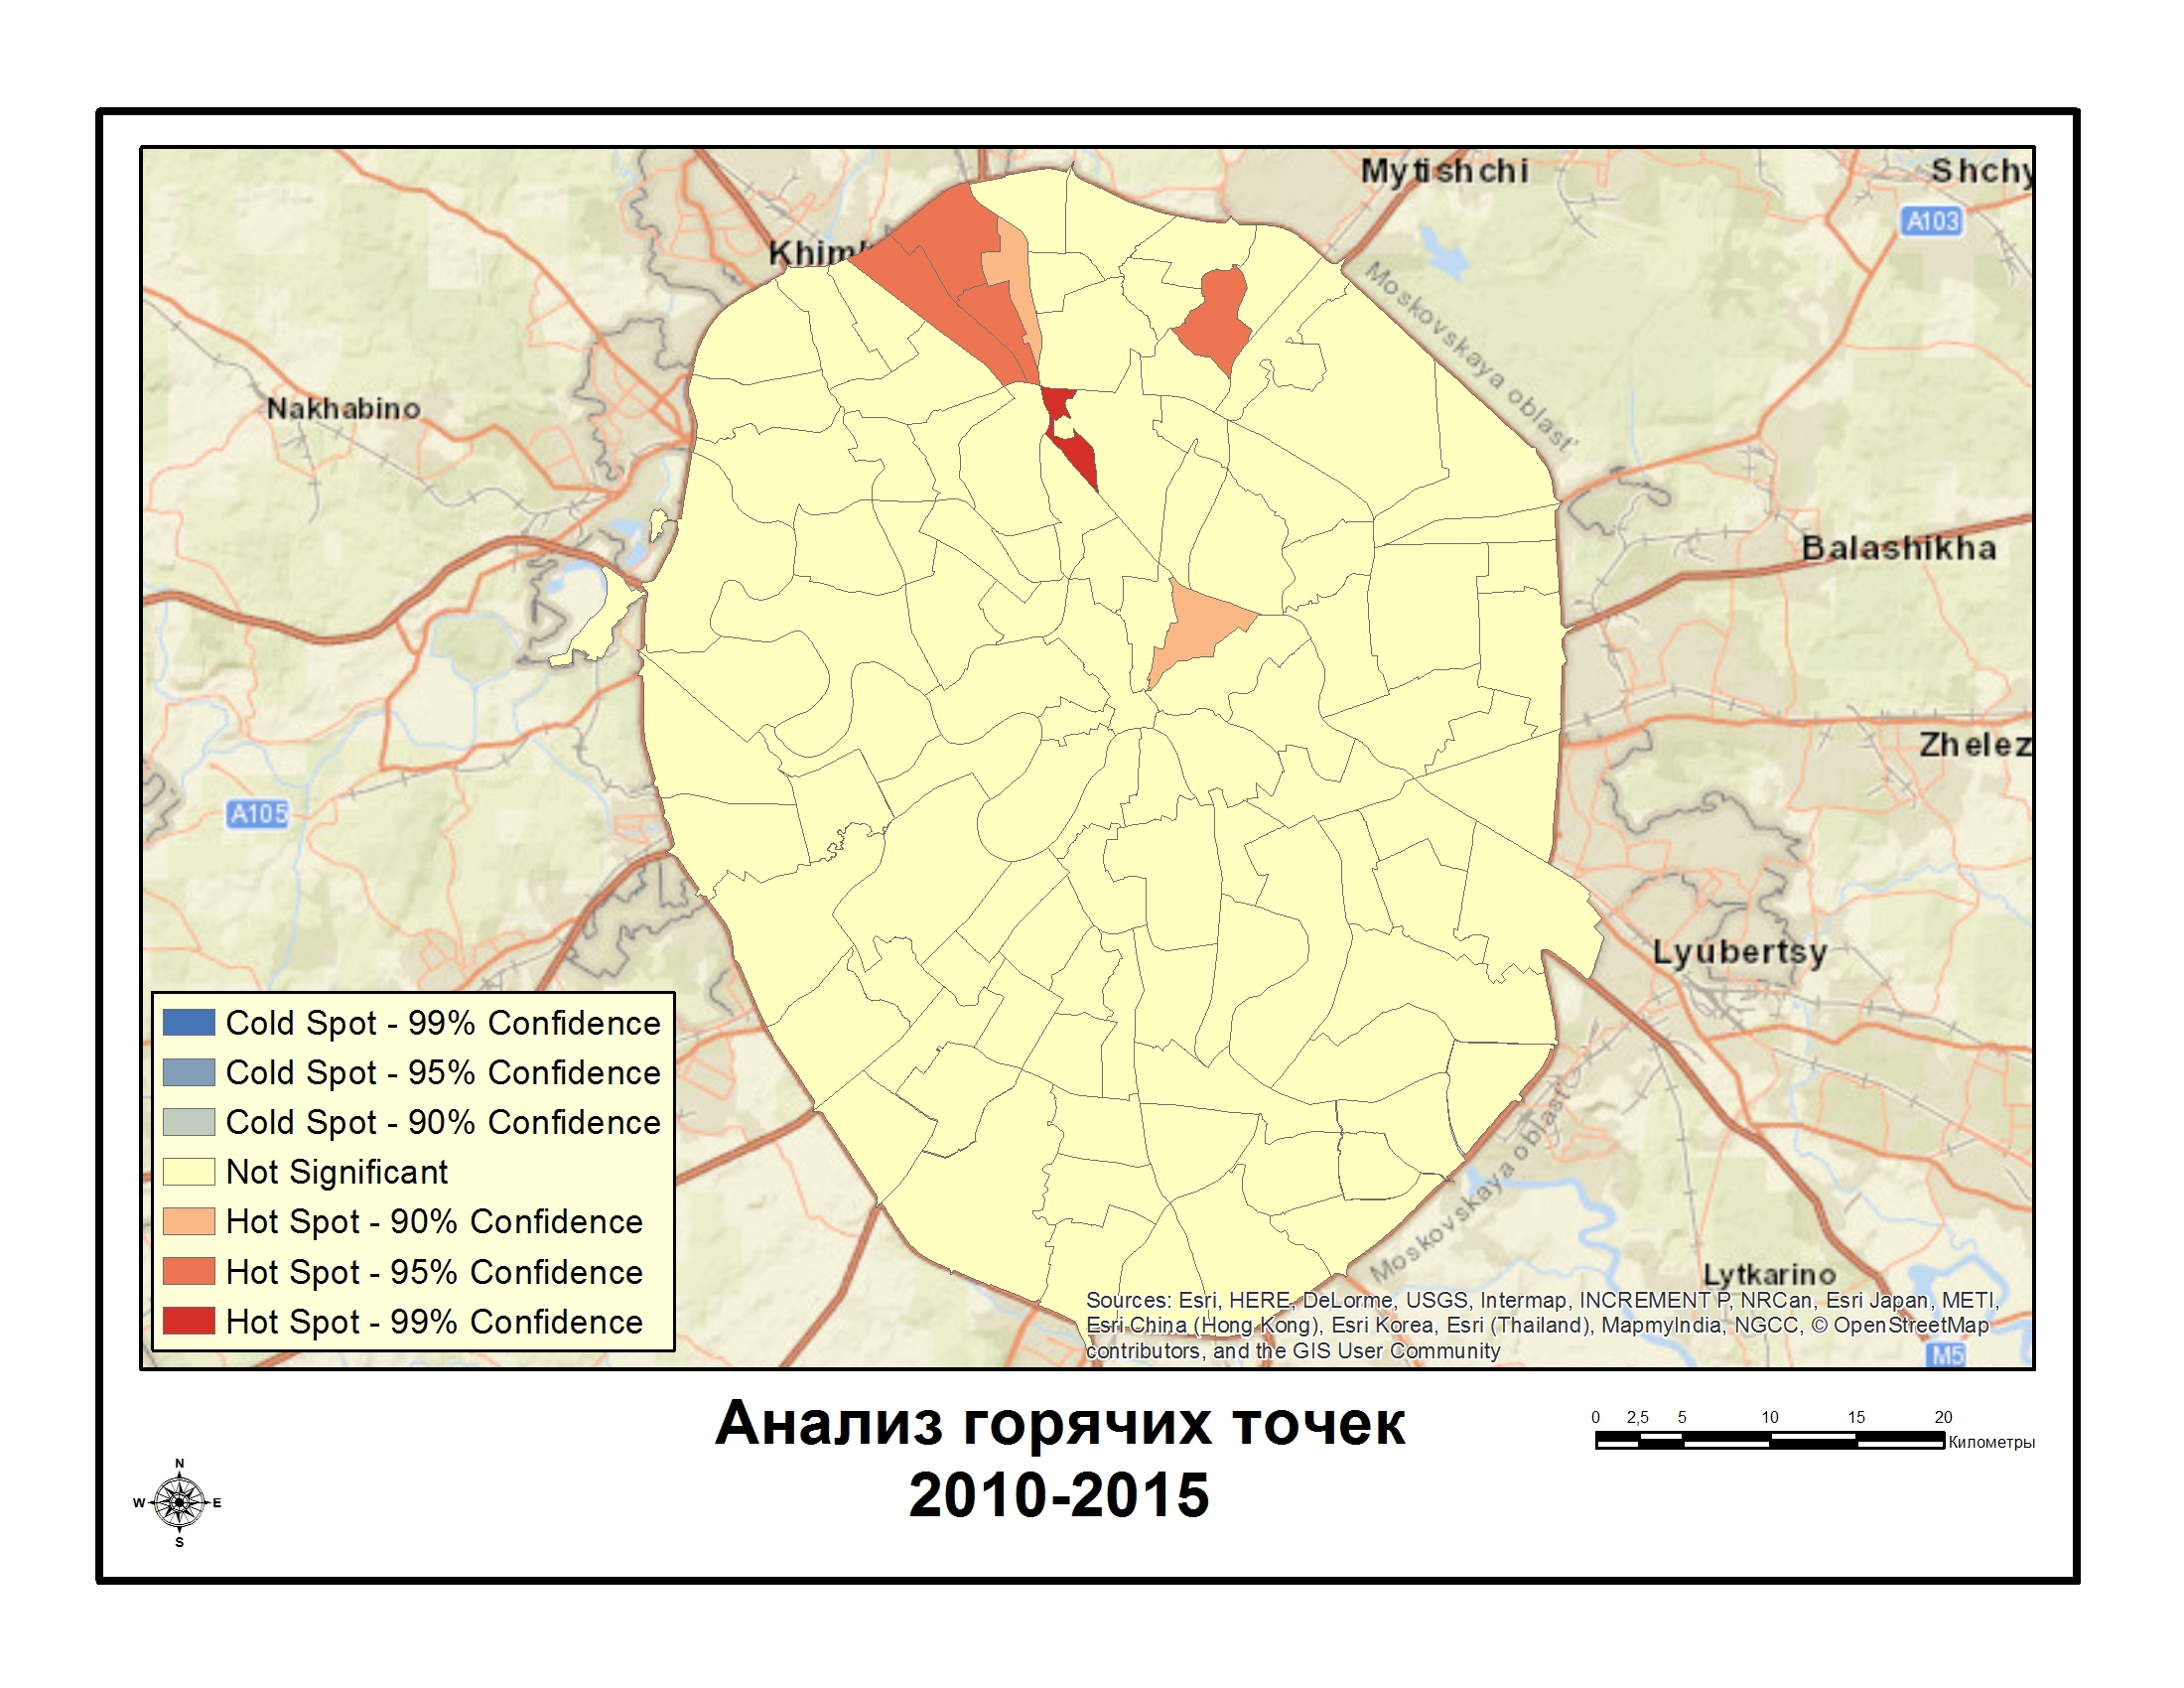 Mytishchi
Shchy
A103
Khim
Moskovskaya oblast'
Nakhabino
Balashikha
Zhelez
A105
Lyubertsy
Cold Spot - 99% Confidence
Cold Spot - 95% Confidence
Cold Spot - 90% Confidence
Not Significant
Hot Spot - 90% Confidence
Hot Spot - 95% Confidence
Hot Spot - 99% Confidence
Moskovskaya oblast'
Lytkarino
Sources: Esri, HERE, DeLorme, USGS, Intermap, INCREMENT P, NRCan, Esri Japan, METI,
Esri China (Hong Kong), Esri Korea, Esri (Thailand), MapmyIndia, NGCC, © OpenStreetMap
contributors, and the GIS User Community
M5
Анализ горячих точек
2010-2015
0 2,5 5 10 15 20
Километры
N
W E
S